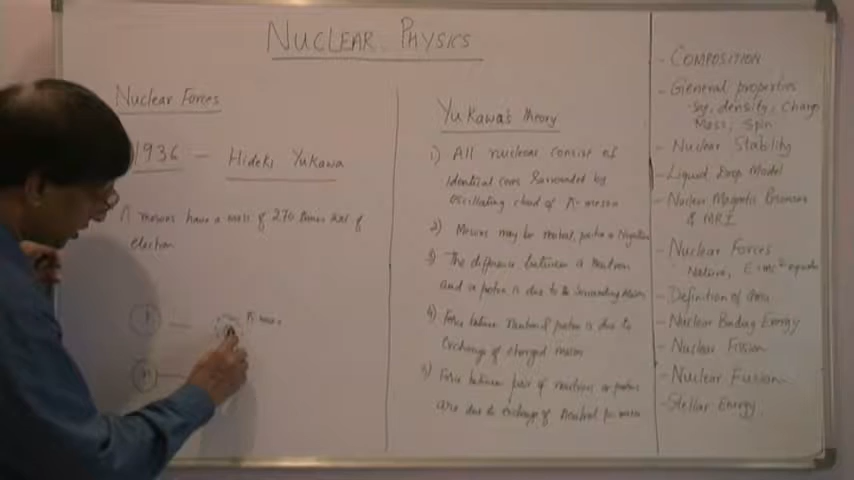 NUCLEAR PHYSICS
Nuclear Forces
1936 - Hideki Yukawa
π mesons have a mass of 270 times that of
electron
π meson
n
Yukawa's Theory
1) All nucleons consist of
identical cores surrounded by
oscillating cloud of π-meson
2) Mesons may be neutral, positive or Negative
3) The difference between a neutron
and a proton is due to the surrounding
4) Force between Neutron & proton is due to
exchange of charged meson
5) Force between pair of neutrons or protons
are due to exchange of Neutral
- COMPOSITION
- General properties
- Size, density, Charge
Mass, Spin
- Nuclear Stability
- Liquid Drop Model
- Nuclear Magnetic Resonance
& MRI
- Nuclear Forces
Nature, E=mc²
- Definition of
- Nuclear Binding Energy
- Nuclear Fission
- Nuclear Fusion
- Stellar Energy